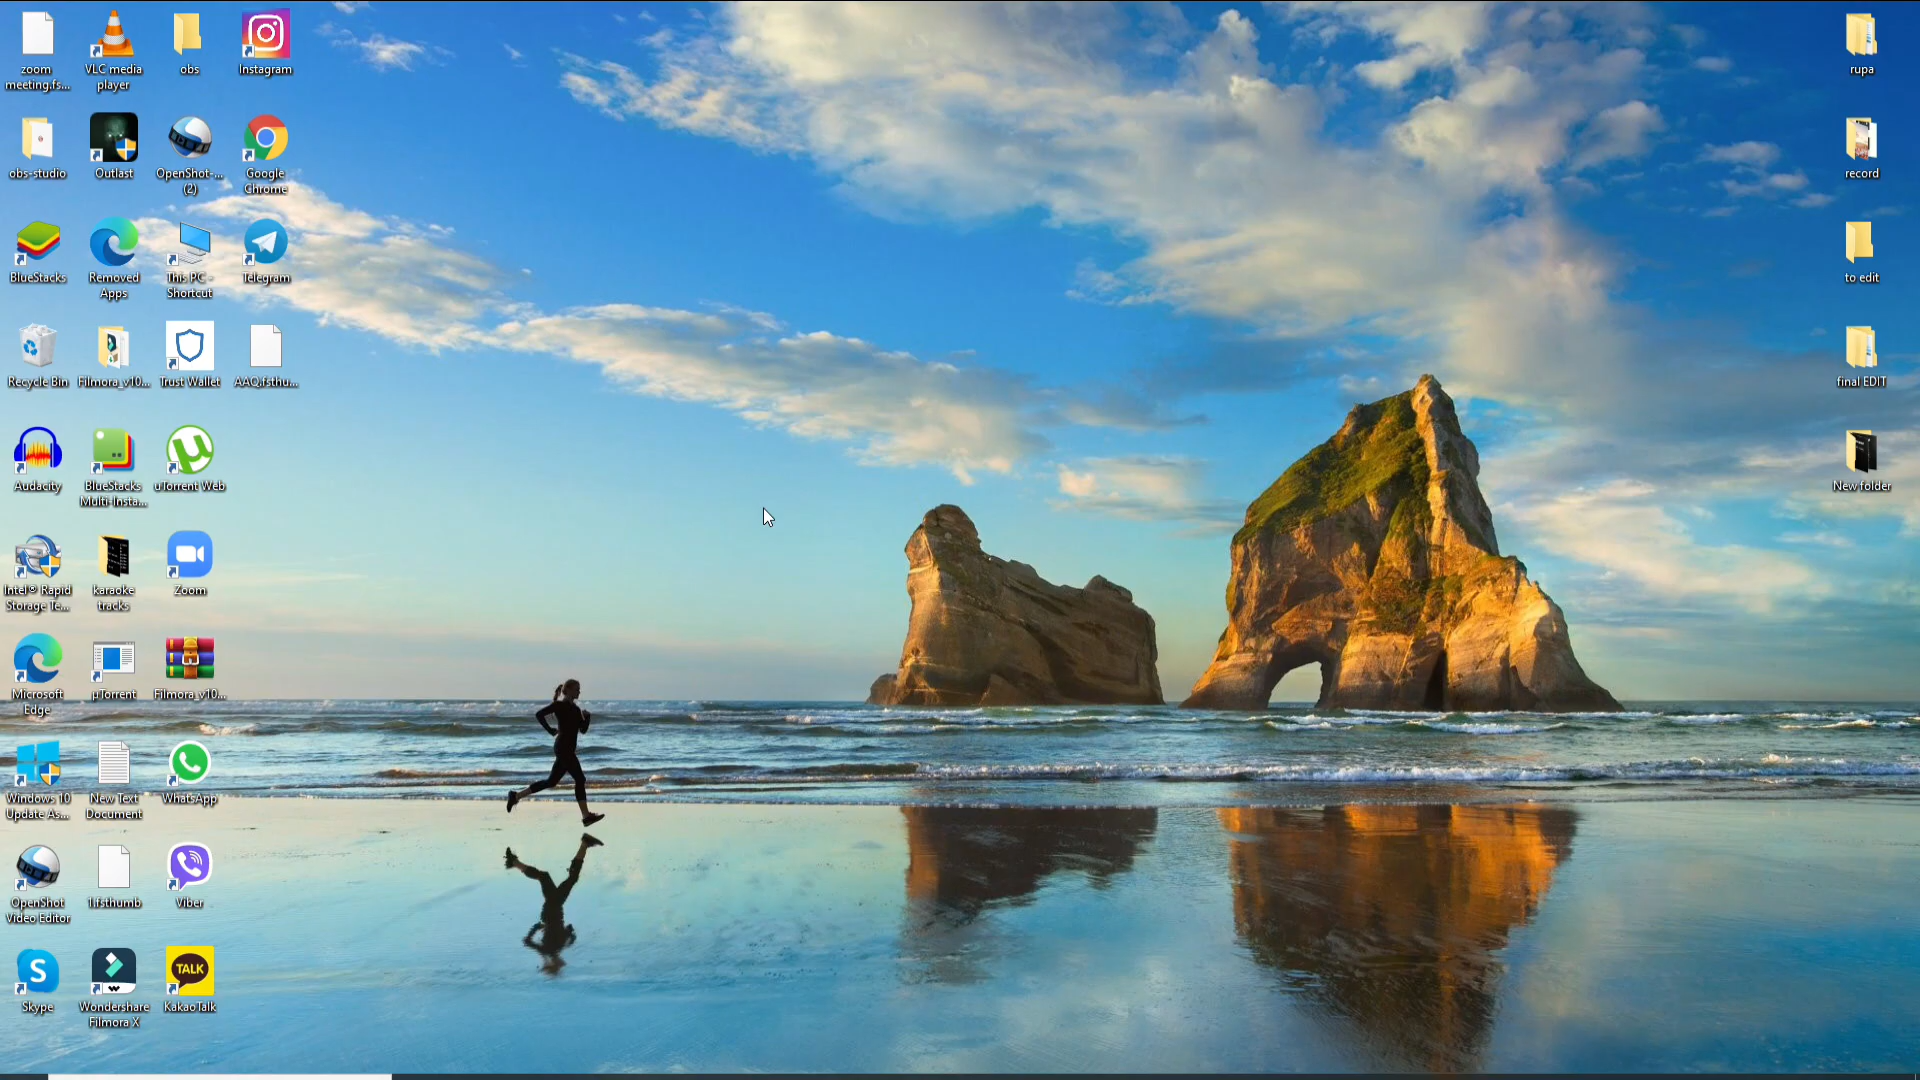 zoom
meeting.fs...
VLC media
player
obs
Instagram
rupa
obs-studio
Outlast
OpenShot-...
(2)
Google
Chrome
record
BlueStacks
Removed
Apps
This PC -
Shortcut
Telegram
to edit
Recycle Bin
Filmora_v10...
Trust Wallet
AAQ.fsthu...
final EDIT
Audacity
BlueStacks
Multi-Insta...
uTorrent Web
New folder
Intel® Rapid
Storage Te...
karaoke
tracks
Zoom
Microsoft
Edge
µTorrent
Filmora_v10...
Windows 10
Update As...
New Text
Document
WhatsApp
OpenShot
Video Editor
1.fsthumb
Viber
TALK
Skype
Wondershare
Filmora X
KakaoTalk